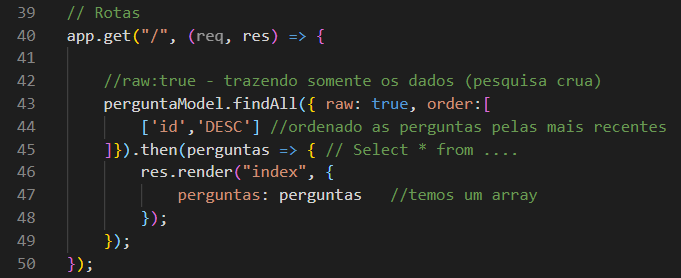 39 // Rotas
40 app.get("/", (req, res) => {
41
42 //raw:true - trazendo somente os dados (pesquisa crua)
43 perguntaModel.findAll({ raw: true, order:[
44 ['id','DESC'] //ordenado as perguntas pelas mais recentes
45 ]}).then(perguntas => { // Select * from ....
46 res.render("index", {
47 perguntas: perguntas //temos um array
48 });
49 });
50 });